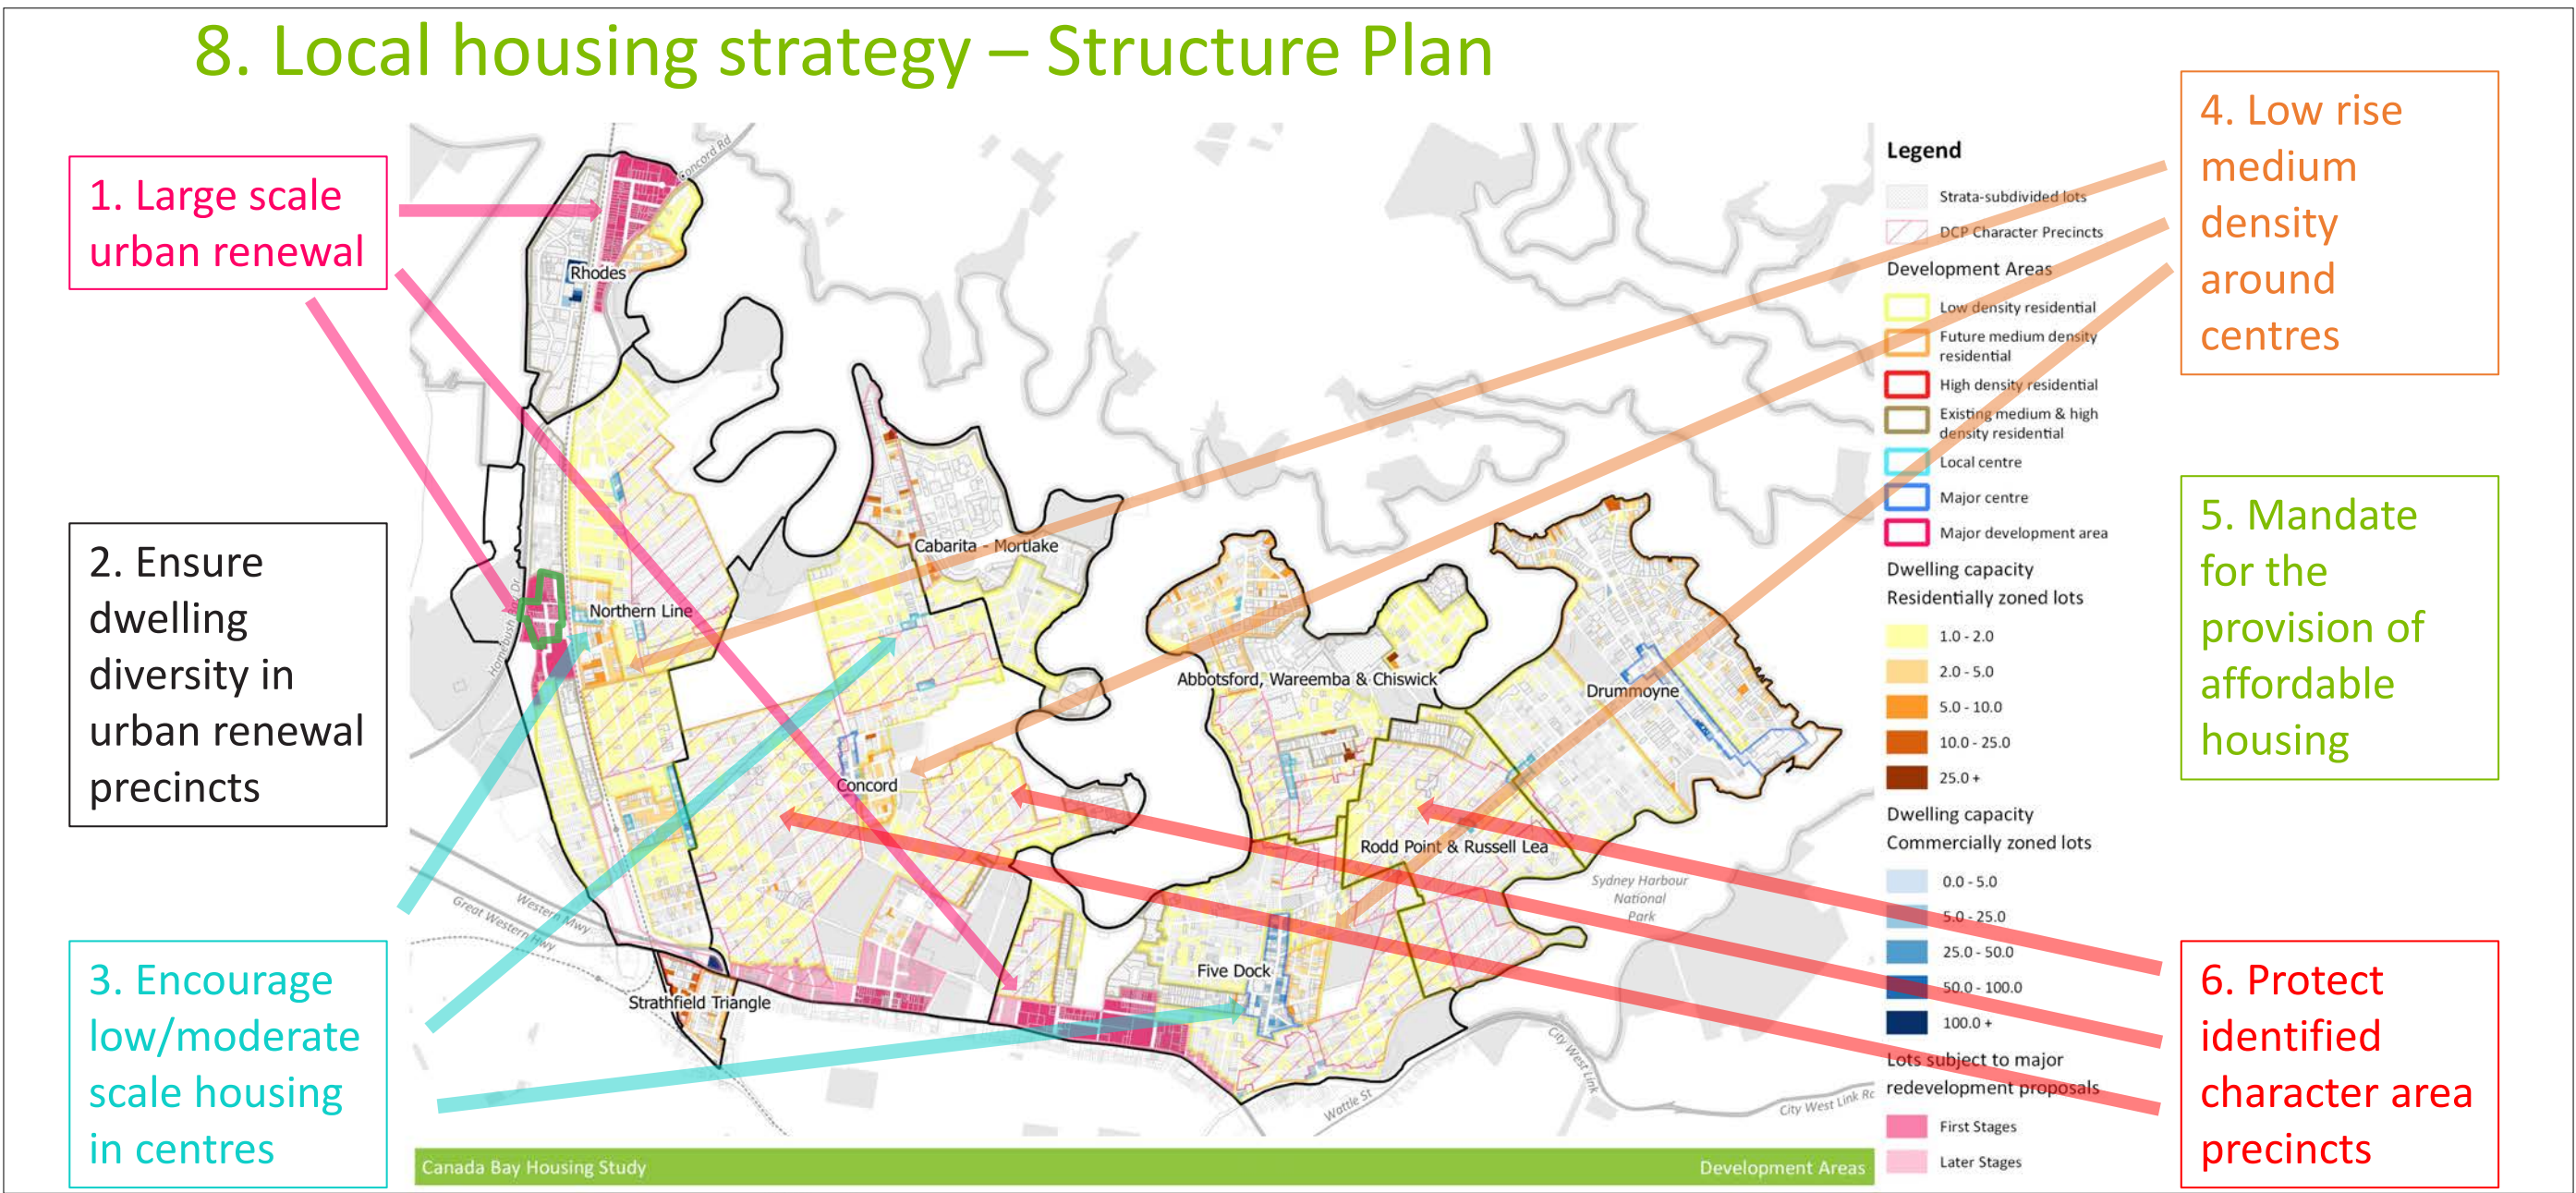 8. Local housing strategy – Structure Plan
1. Large scale
urban renewal
2. Ensure
dwelling
diversity in
urban renewal
precincts
3. Encourage
low/moderate
scale housing
in centres
Concord Rd
Rhodes
Cabarita - Mortlake
Homebush Bay Dr
Northern Line
Abbotsford, Wareemba & Chiswick
Drummoyne
Concord
Rodd Point & Russell Lea
Sydney Harbour
National
Park
Western Mwy
Great Western Hwy
Five Dock
Strathfield Triangle
City West Link
Wattle St
City West Link Rd
Canada Bay Housing Study
Development Areas
Legend
Strata-subdivided lots
DCP Character Precincts
Development Areas
Low density residential
Future medium density
residential
High density residential
Existing medium & high
density residential
Local centre
Major centre
Major development area
Dwelling capacity
Residentially zoned lots
1.0 - 2.0
2.0 - 5.0
5.0 - 10.0
10.0 - 25.0
25.0 +
Dwelling capacity
Commercially zoned lots
0.0 - 5.0
5.0 - 25.0
25.0 - 50.0
50.0 - 100.0
100.0 +
Lots subject to major
redevelopment proposals
First Stages
Later Stages
4. Low rise
medium
density
around
centres
5. Mandate
for the
provision of
affordable
housing
6. Protect
identified
character area
precincts